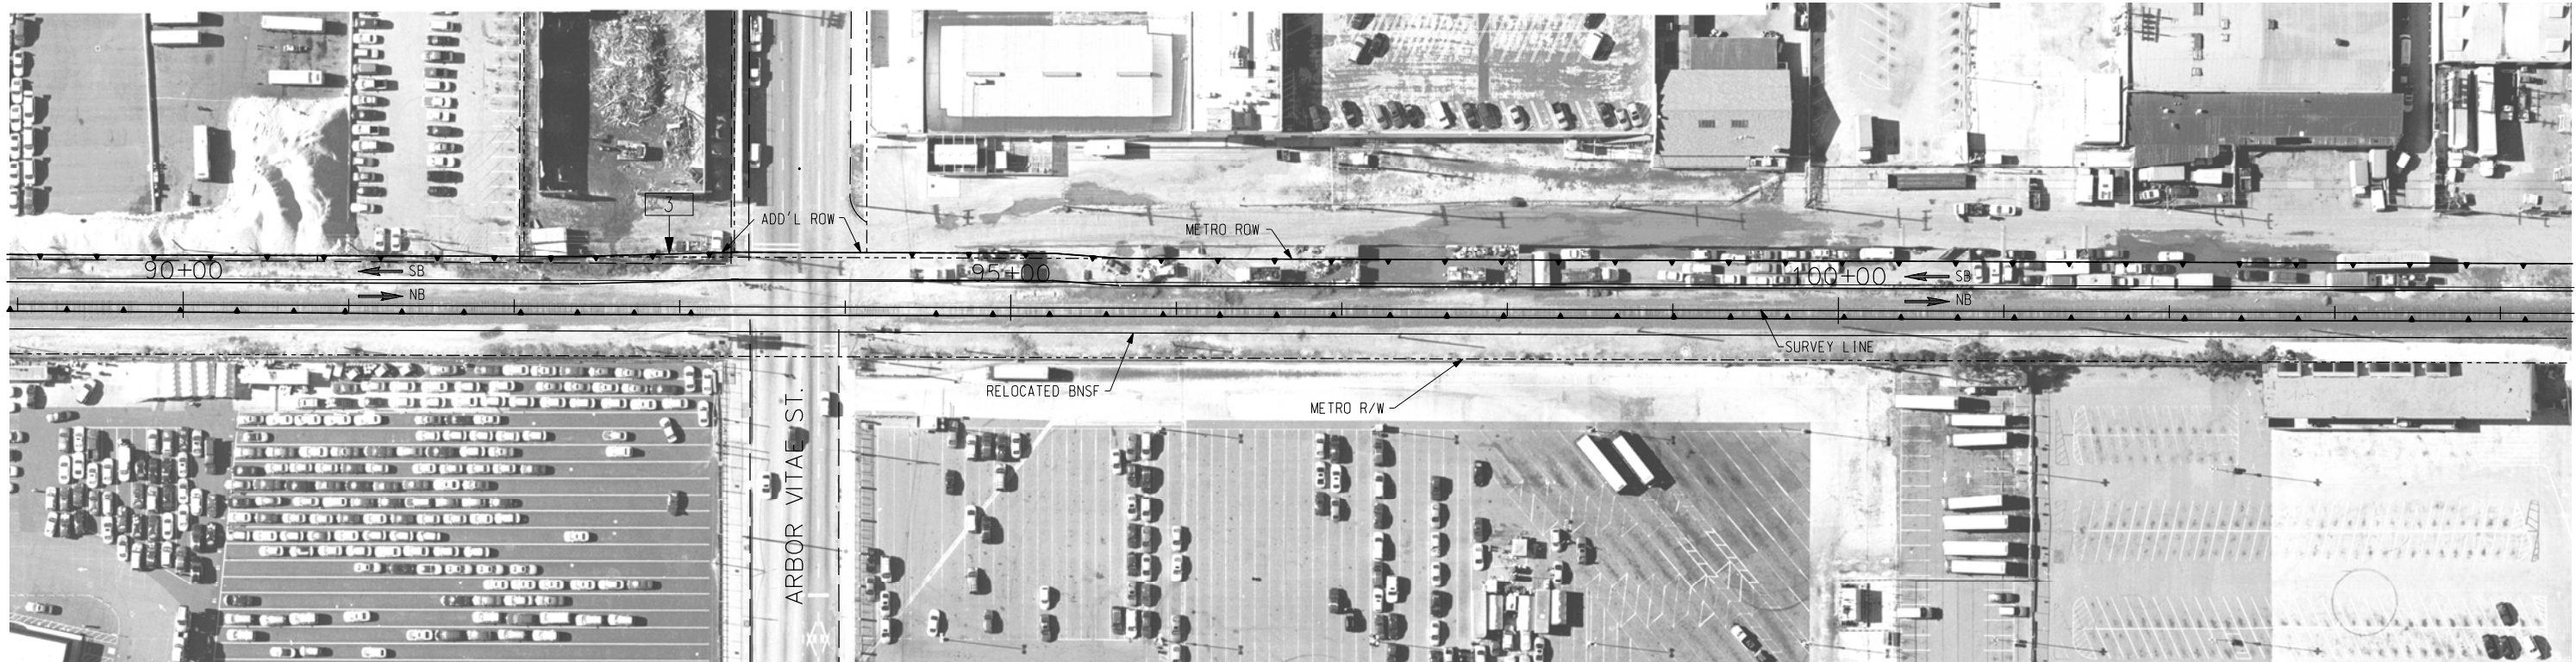 3
ADD'L ROW
METRO ROW
90+00
SB
95+00
100+00
SB
NB
NB
SURVEY LINE
RELOCATED BNSF
METRO R/W
ARBOR VITAE ST.